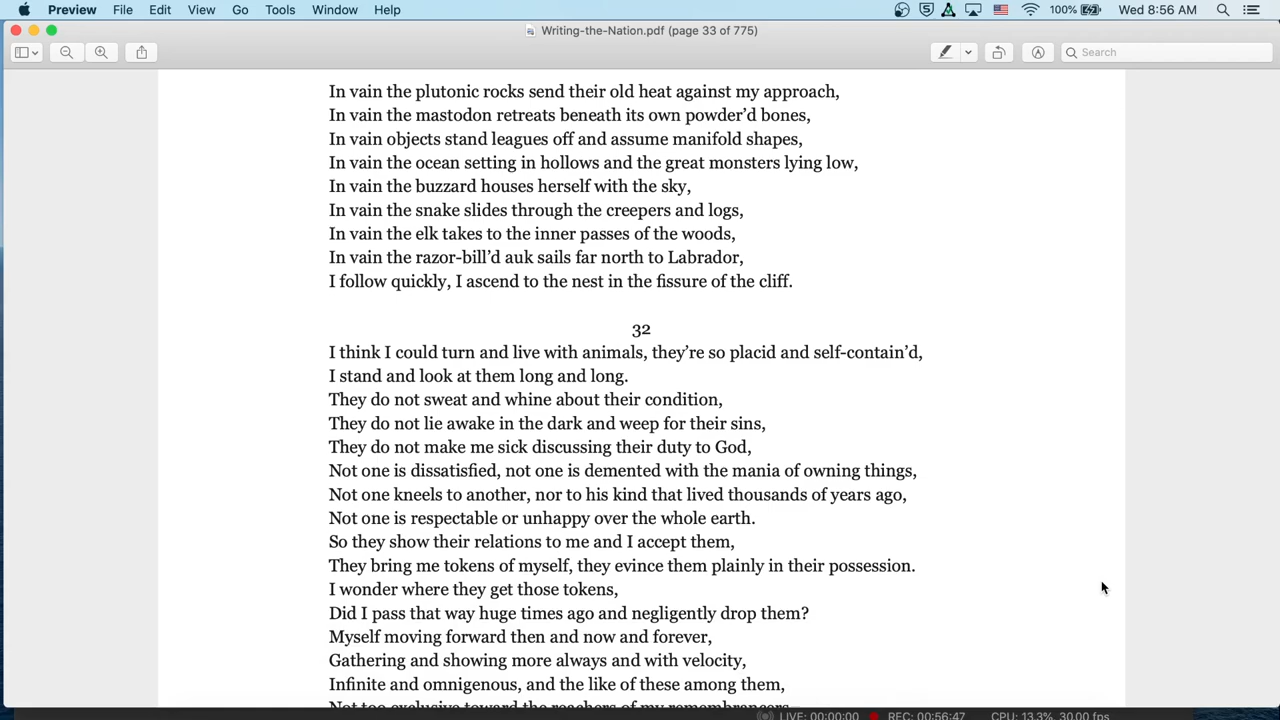 Preview File Edit View Go Tools Window Help 5 100% Wed 8:56 AM
Writing-the-Nation.pdf (page 33 of 775)
Search
In vain the plutonic rocks send their old heat against my approach,
In vain the mastodon retreats beneath its own powder’d bones,
In vain objects stand leagues off and assume manifold shapes,
In vain the ocean setting in hollows and the great monsters lying low,
In vain the buzzard houses herself with the sky,
In vain the snake slides through the creepers and logs,
In vain the elk takes to the inner passes of the woods,
In vain the razor-bill’d auk sails far north to Labrador,
I follow quickly, I ascend to the nest in the fissure of the cliff.
32
I think I could turn and live with animals, they’re so placid and self-contain’d,
I stand and look at them long and long.
They do not sweat and whine about their condition,
They do not lie awake in the dark and weep for their sins,
They do not make me sick discussing their duty to God,
Not one is dissatisfied, not one is demented with the mania of owning things,
Not one kneels to another, nor to his kind that lived thousands of years ago,
Not one is respectable or unhappy over the whole earth.
So they show their relations to me and I accept them,
They bring me tokens of myself, they evince them plainly in their possession.
I wonder where they get those tokens,
Did I pass that way huge times ago and negligently drop them?
Myself moving forward then and now and forever,
Gathering and showing more always and with velocity,
Infinite and omnigenous, and the like of these among them,
Not too exclusive toward the reachers of my remembrancers
LIVE: 00:00:00 REC: 00:56:47 CPU: 13.3%, 30.00 fps